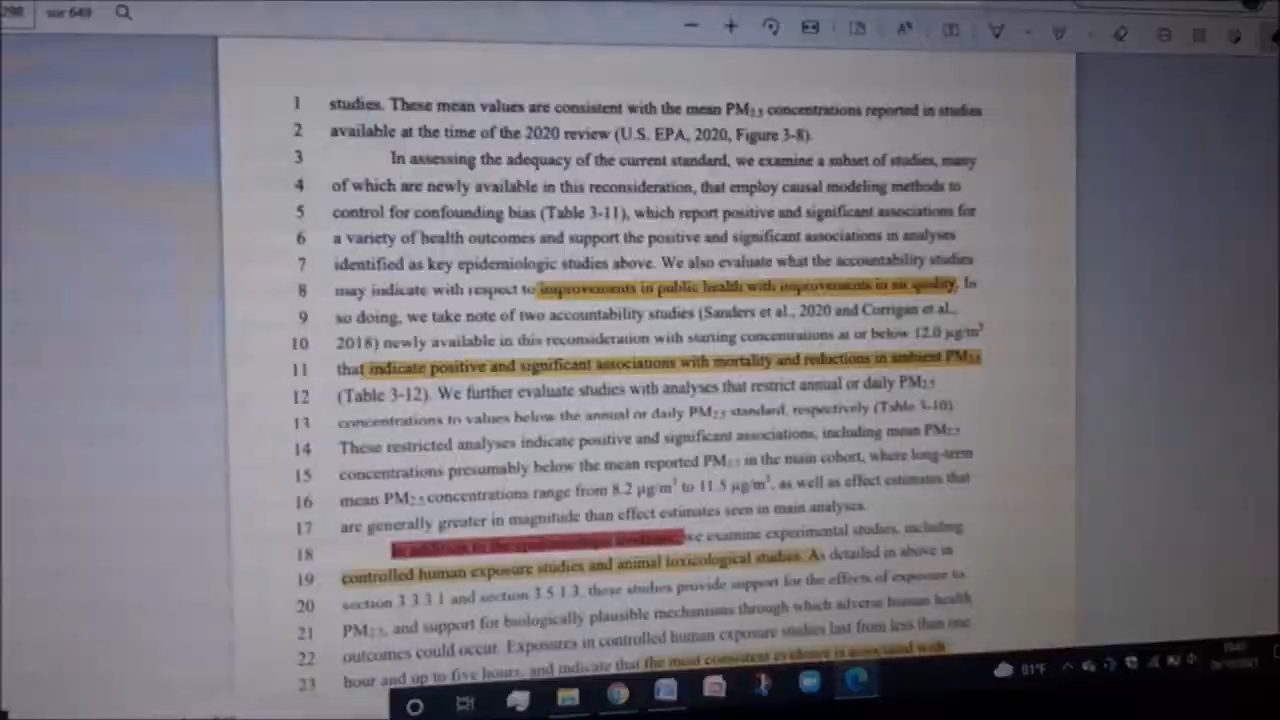 290 sur 649
1 studies. These mean values are consistent with the mean PM2.5 concentrations reported in studies
2 available at the time of the 2020 review (U.S. EPA, 2020, Figure 3-8).
3 In assessing the adequacy of the current standard, we examine a subset of studies, many
4 of which are newly available in this reconsideration, that employ causal modeling methods to
5 control for confounding bias (Table 3-11), which report positive and significant associations for
6 a variety of health outcomes and support the positive and significant associations in analyses
7 identified as key epidemiologic studies above. We also evaluate what the accountability studies
8 may indicate with respect to improvements in public health with improvements in air quality. In
9 so doing, we take note of two accountability studies (Sanders et al., 2020 and Corrigan et al.,
10 2018) newly available in this reconsideration with starting concentrations at or below 12.0 µg/m³
11 that indicate positive and significant associations with mortality and reductions in ambient PM2.5
12 (Table 3-12). We further evaluate studies with analyses that restrict annual or daily PM2.5
13 concentrations to values below the annual or daily PM2.5 standard, respectively (Table 3-10)
14 These restricted analyses indicate positive and significant associations, including mean PM2.5
15 concentrations presumably below the mean reported PM2.5 in the main cohort, where long-term
16 mean PM2.5 concentrations range from 8.2 µg/m³ to 11.5 µg/m³, as well as effect estimates that
17 are generally greater in magnitude than effect estimates seen in main analyses.
18 In addition to the epidemiologic evidence, we examine experimental studies, including
19 controlled human exposure studies and animal toxicological studies. As detailed in above in
20 section 3.3.3.1 and section 3.5.1.3, these studies provide support for the effects of exposure to
21 PM2.5, and support for biologically plausible mechanisms through which adverse human health
22 outcomes could occur. Exposures in controlled human exposure studies last from less than one
23 hour and up to five hours, and indicate that the most consistent evidence is associated with
81°F